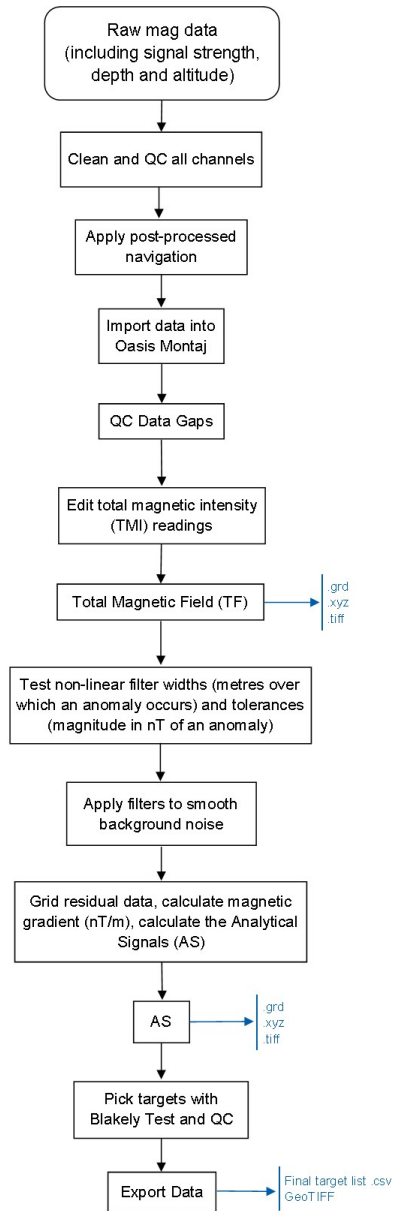 Raw mag data
(including signal strength,
depth and altitude)
Clean and QC all channels
Apply post-processed
navigation
Import data into
Oasis Montaj
QC Data Gaps
Edit total magnetic intensity
(TMI) readings
Total Magnetic Field (TF)
.grd
.xyz
.tiff
Test non-linear filter widths (metres over
which an anomaly occurs) and tolerances
(magnitude in nT of an anomaly)
Apply filters to smooth
background noise
Grid residual data, calculate magnetic
gradient (nT/m), calculate the Analytical
Signals (AS)
AS
.grd
.xyz
.tiff
Pick targets with
Blakely Test and QC
Export Data
Final target list .csv
GeoTIFF